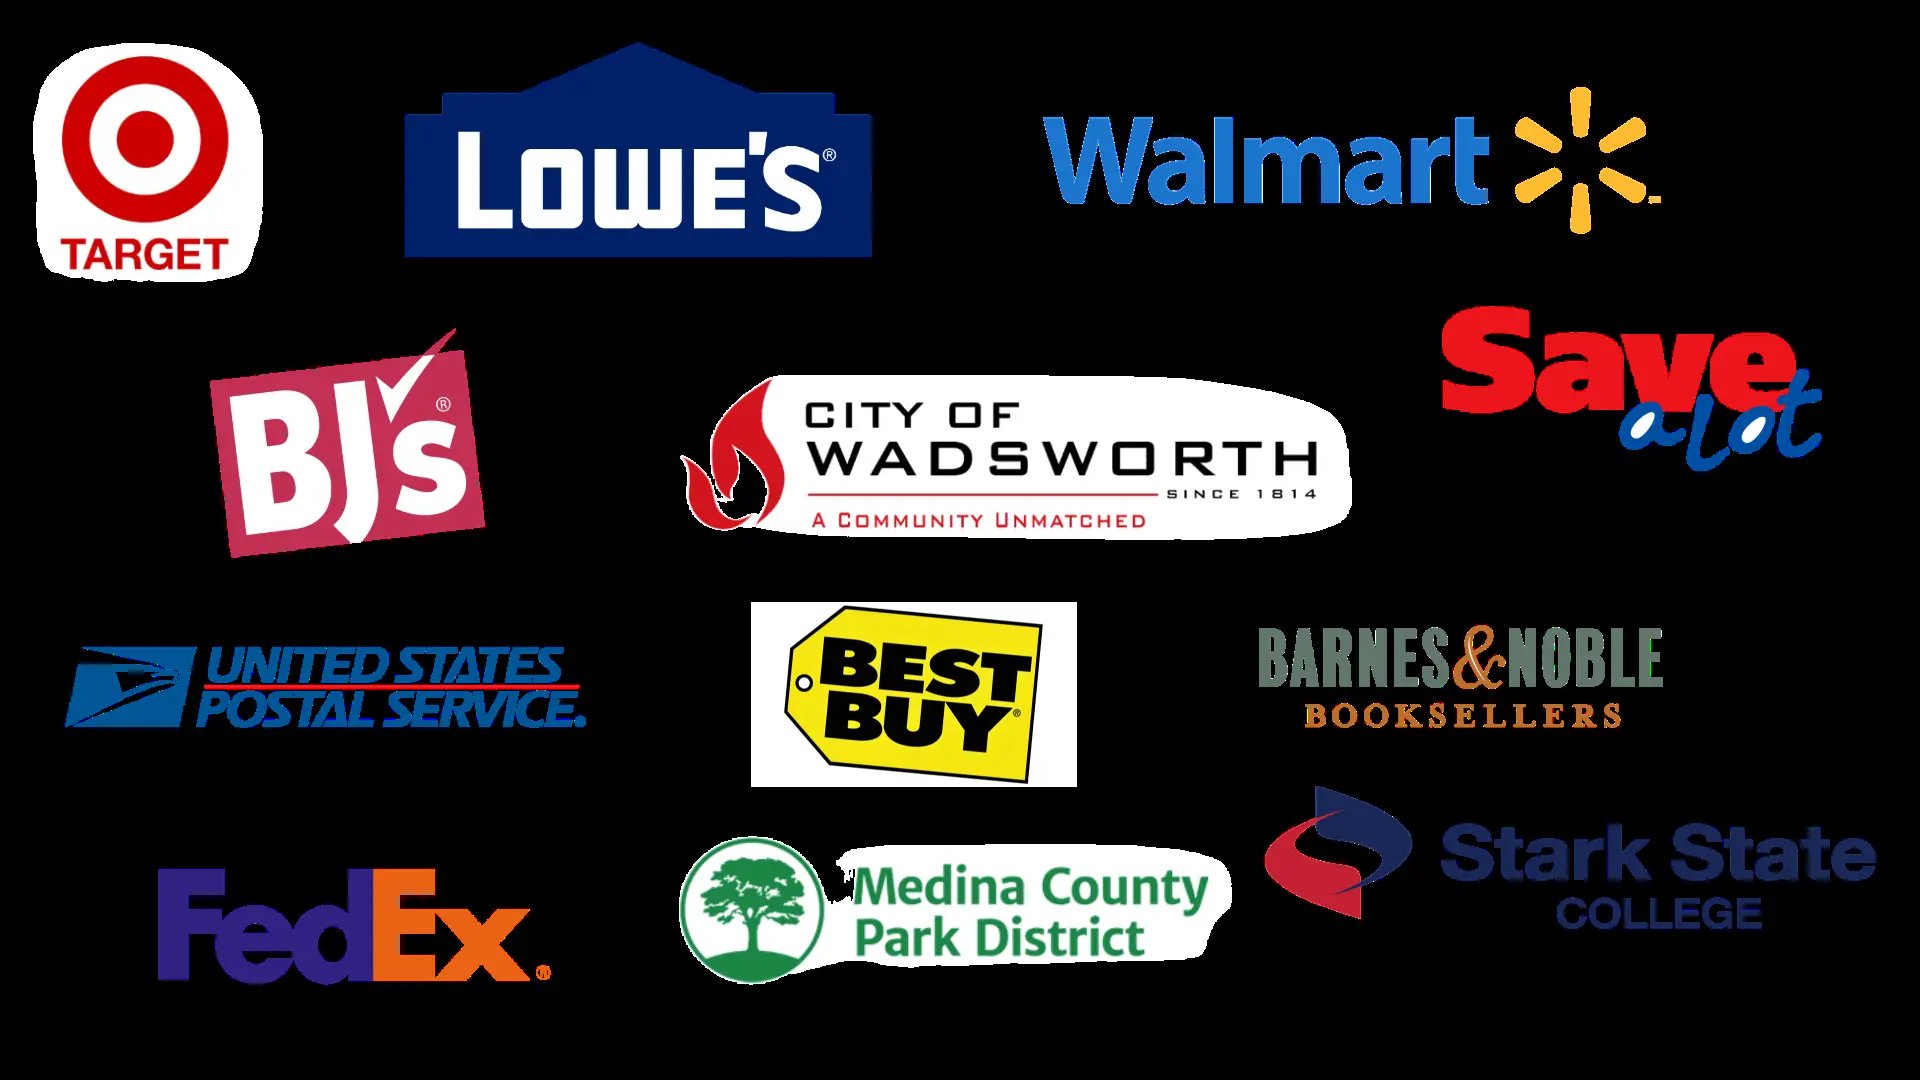 TARGET
LOWE'S®
Walmart
Save
a lot
BJ's®
CITY OF
WADSWORTH
SINCE 1814
A COMMUNITY UNMATCHED
UNITED STATES
POSTAL SERVICE®
BEST
BUY®
BARNES&NOBLE
BOOKSELLERS
FedEx®
Medina County
Park District
Stark State
COLLEGE